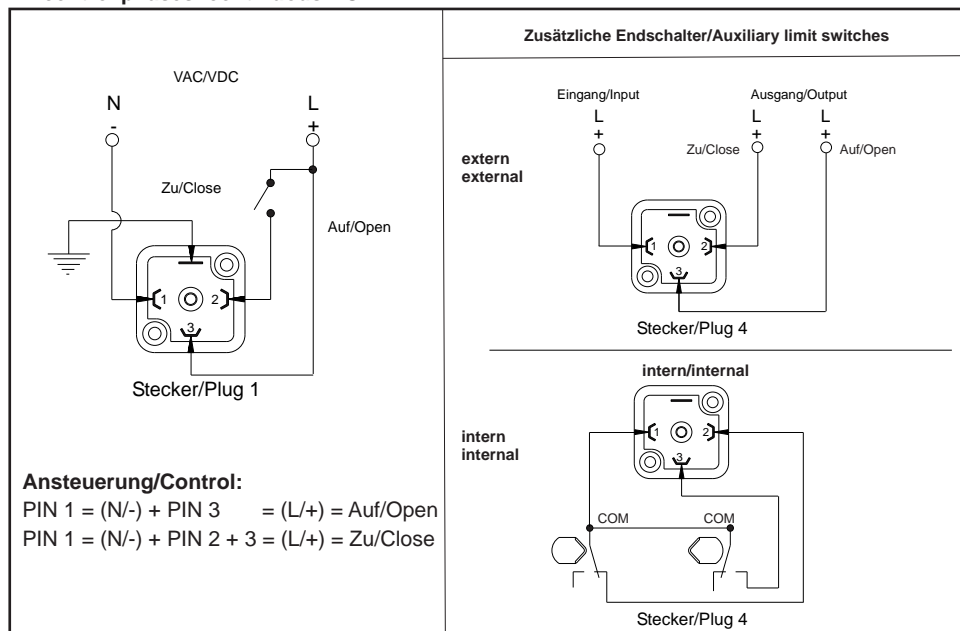 Zusätzliche Endschalter/Auxiliary limit switches
VAC/VDC
N
L
-
+
Zu/Close
Auf/Open
1
2
3
Stecker/Plug 1
Ansteuerung/Control:
PIN 1 = (N/-) + PIN 3 = (L/+) = Auf/Open
PIN 1 = (N/-) + PIN 2 + 3 = (L/+) = Zu/Close
Eingang/Input
Ausgang/Output
L
L
L
+
+
+
Zu/Close
Auf/Open
extern
external
1
2
3
Stecker/Plug 4
intern/internal
1
2
3
intern
internal
COM
COM
Stecker/Plug 4